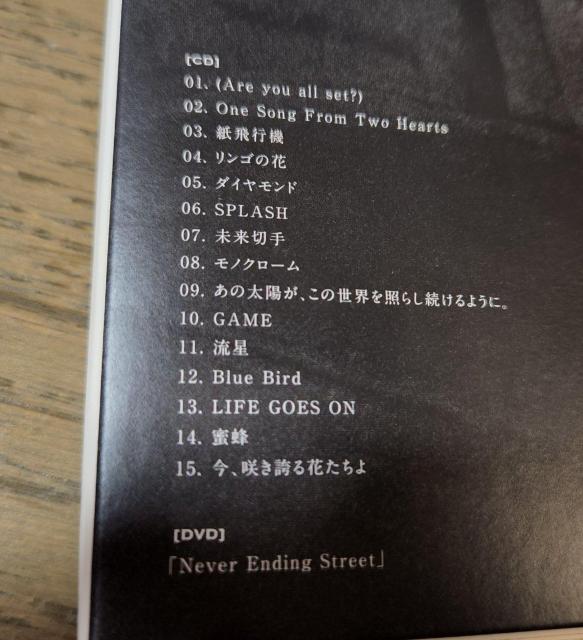 [CD]
01. (Are you all set?)
02. One Song From Two Hearts
03. 紙飛行機
04. リンゴの花
05. ダイヤモンド
06. SPLASH
07. 未来切手
08. モノクローム
09. あの太陽が、この世界を照らし続けるように。
10. GAME
11. 流星
12. Blue Bird
13. LIFE GOES ON
14. 蜜蜂
15. 今、咲き誇る花たちよ
[DVD]
「Never Ending Street」